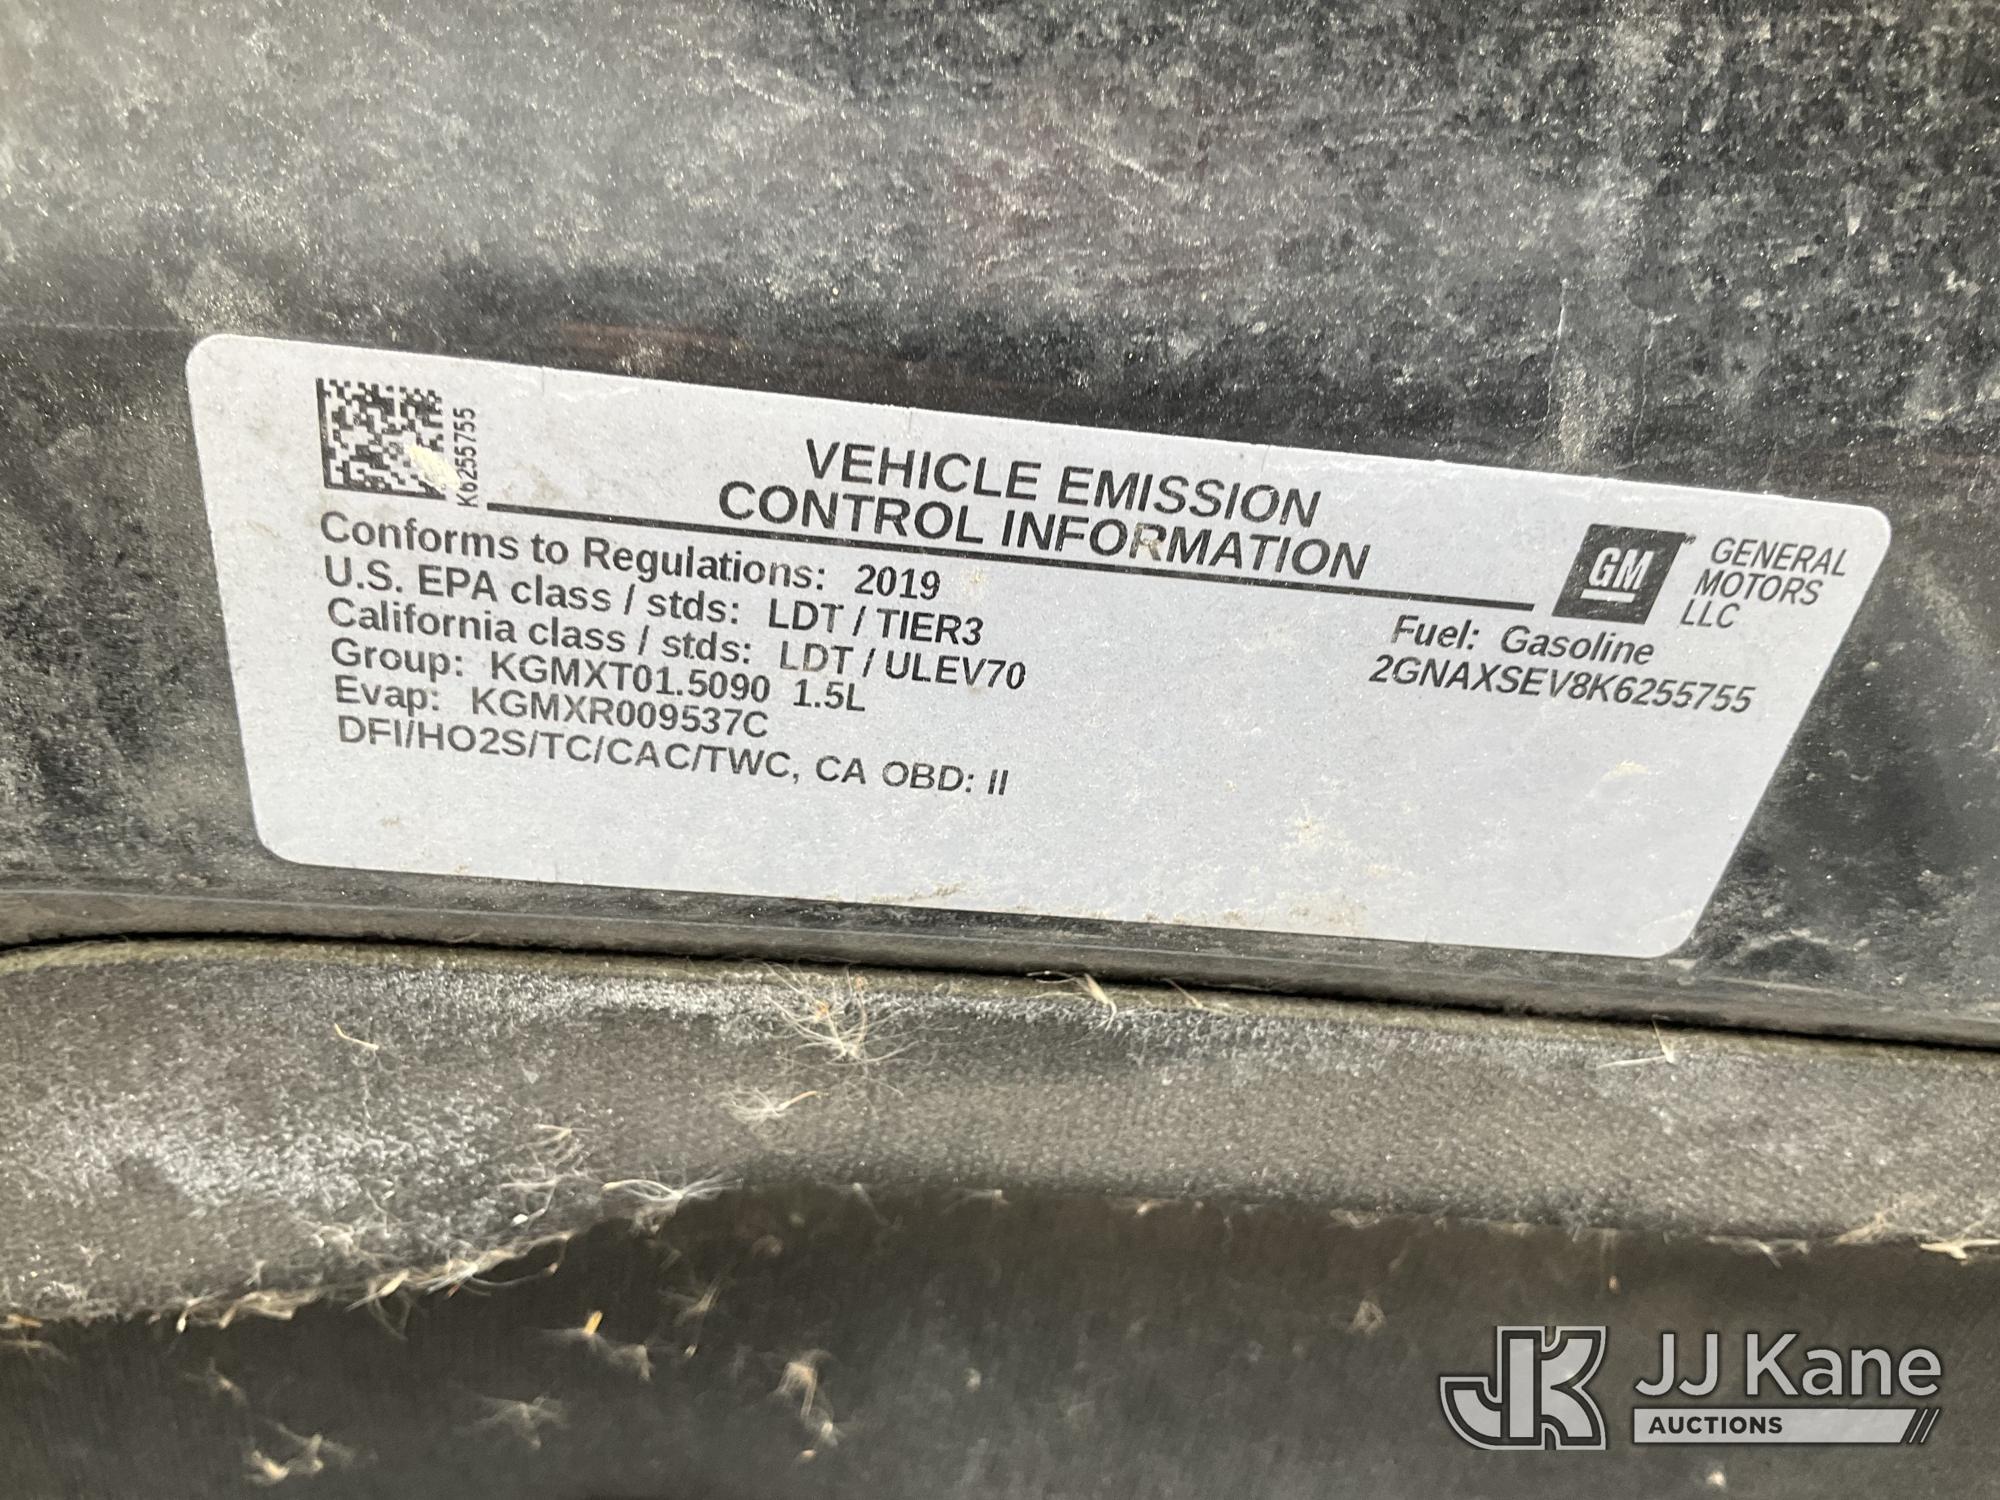 K6255755
VEHICLE EMISSION
CONTROL INFORMATION
GM
GENERAL
MOTORS
LLC
Conforms to Regulations: 2019
U.S. EPA class / stds: LDT / TIER3
California class / stds: LDT / ULEV70
Group: KGMXT01.5090 1.5L
Evap: KGMXR009537C
DFI/HO2S/TC/CAC/TWC, CA OBD: II
Fuel: Gasoline
2GNAXSEV8K6255755
JK JJ Kane
AUCTIONS